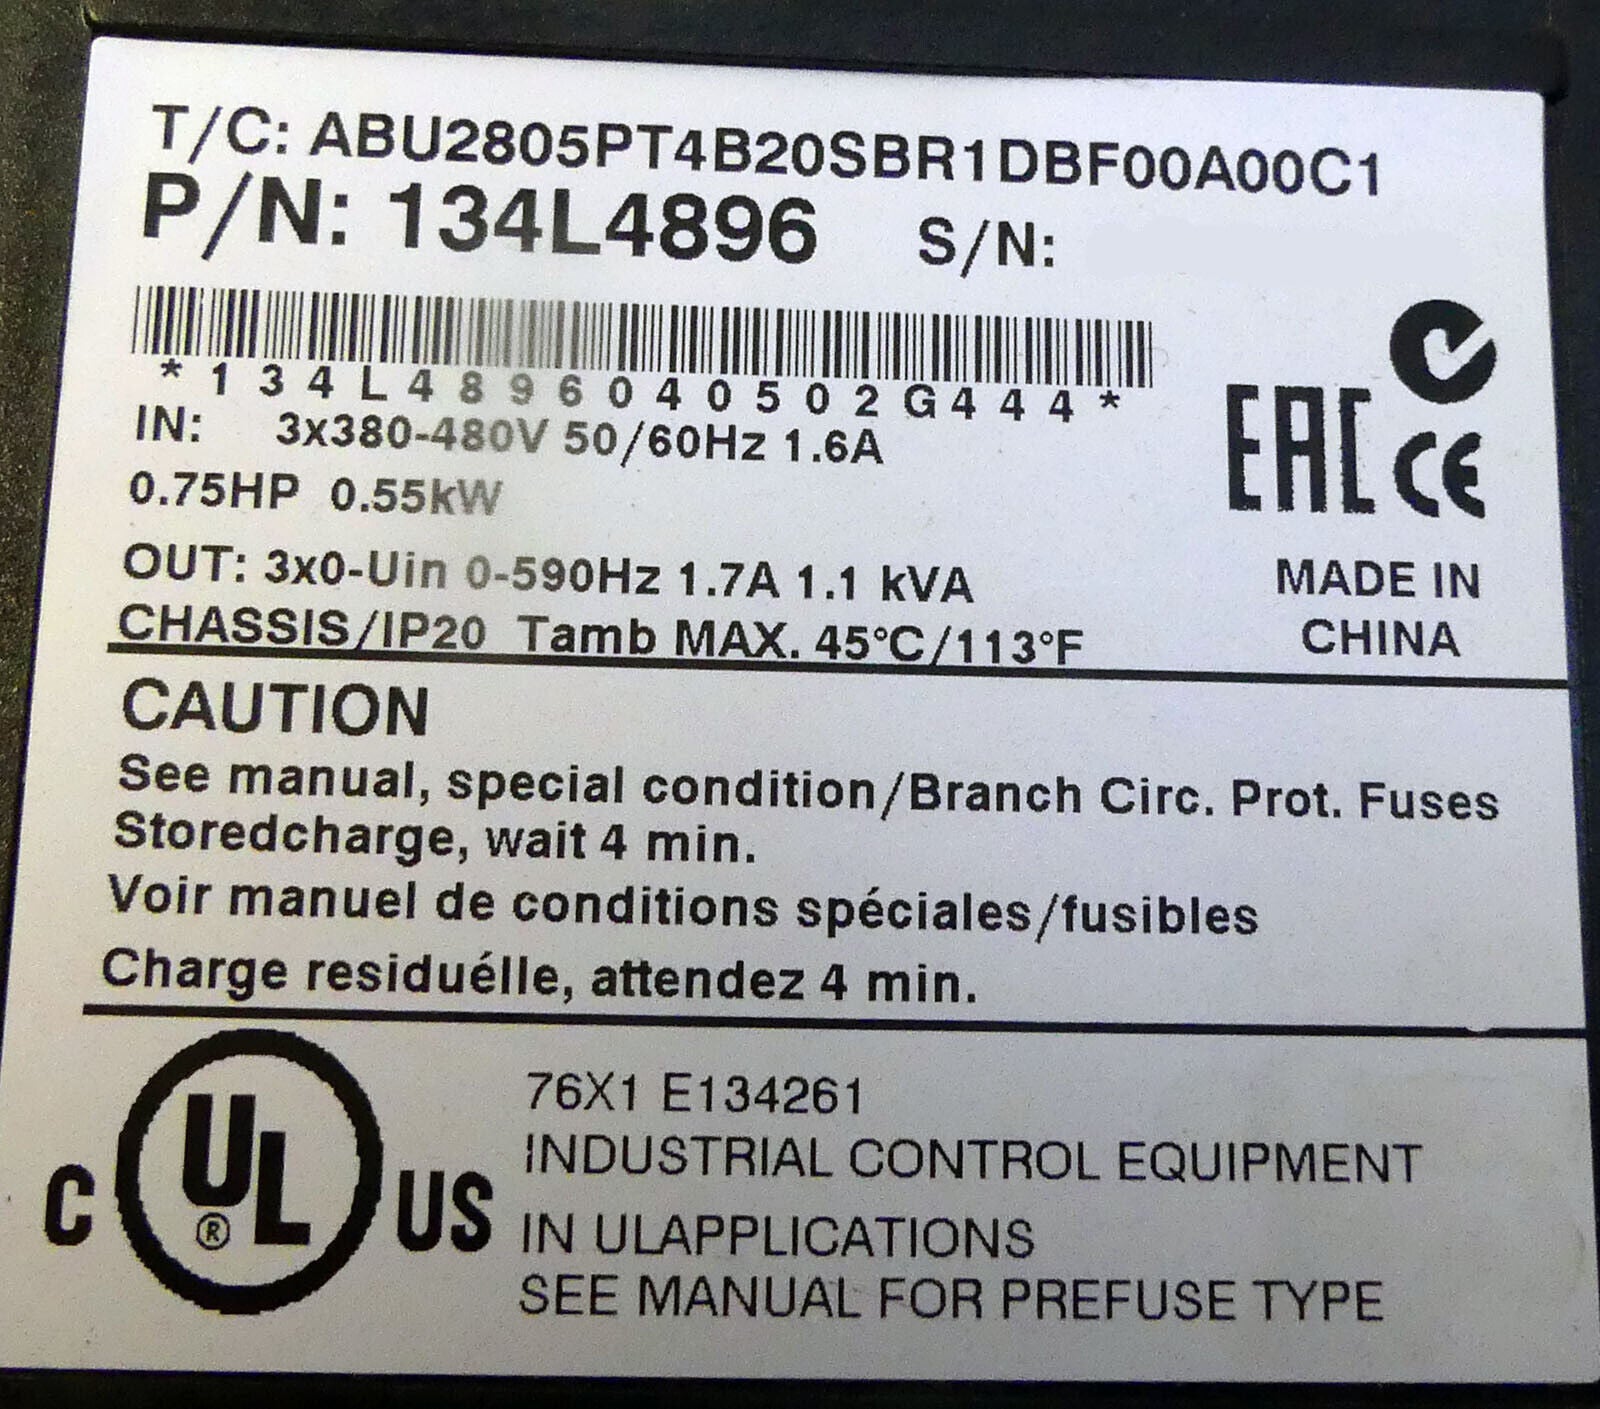 T/C: ABU2805PT4B20SBR1DBF00A00C1
P/N: 134L4896 S/N:
*134L4896040502G444*
IN: 3x380-480V 50/60Hz 1.6A
0.75HP 0.55kW
OUT: 3x0-Uin 0-590Hz 1.7A 1.1 kVA
CHASSIS/IP20 Tamb MAX. 45°C/113°F
EAC CE
MADE IN
CHINA
CAUTION
See manual, special condition/Branch Circ. Prot. Fuses
Storedcharge, wait 4 min.
Voir manuel de conditions spéciales/fusibles
Charge residuélle, attendez 4 min.
C UL® US
76X1 E134261
INDUSTRIAL CONTROL EQUIPMENT
IN ULAPPLICATIONS
SEE MANUAL FOR PREFUSE TYPE